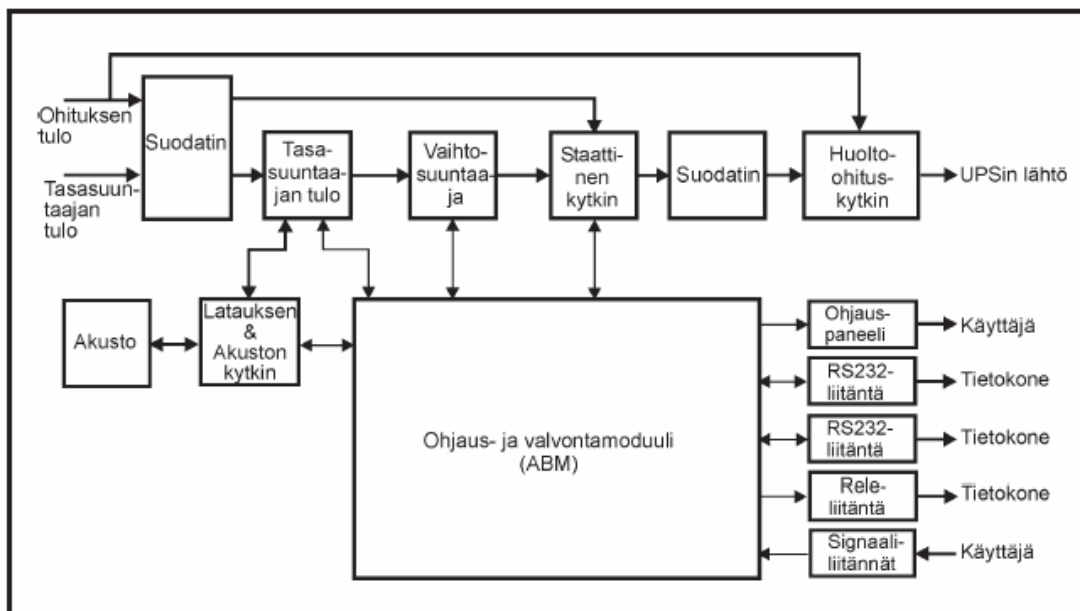 Ohituksen
tulo
Tasasuun-
taajan
tulo
Suodatin
Tasa-
suuntaa-
jan tulo
Vaihto-
suuntaa-
ja
Staatti-
nen
kytkin
Suodatin
Huolto-
ohitus-
kytkin
UPSin lähtö
Akusto
Latauksen
&
Akuston
kytkin
Ohjaus- ja valvontamoduuli
(ABM)
Ohjaus-
paneeli
Käyttäjä
RS232-
liitäntä
Tietokone
RS232-
liitäntä
Tietokone
Rele-
liitäntä
Tietokone
Signaali-
liitännät
Käyttäjä